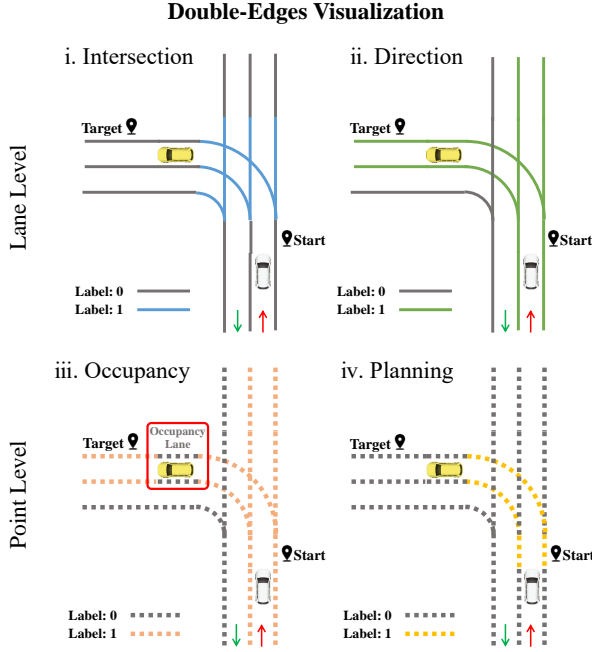 Double-Edges Visualization
i. Intersection
ii. Direction
Lane Level
Target
Start
Label: 0
Label: 1
Target
Start
Label: 0
Label: 1
iii. Occupancy
iv. Planning
Point Level
Target
Occupancy
Lane
Start
Label: 0
Label: 1
Target
Start
Label: 0
Label: 1